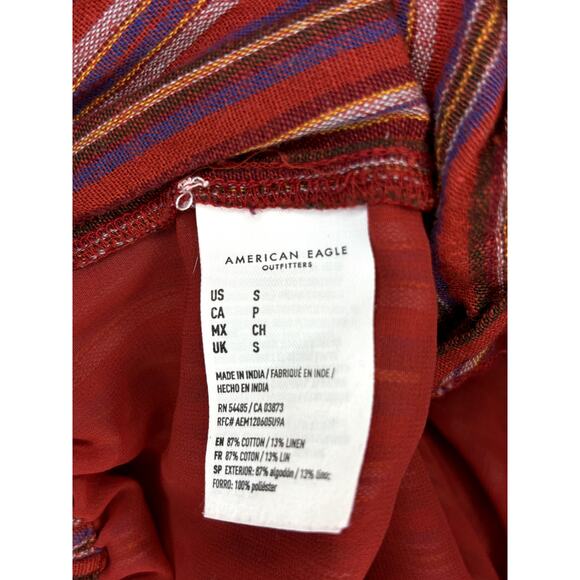 AMERICAN EAGLE
OUTFITTERS
US S
CA P
MX CH
UK S
MADE IN INDIA / FABRIQUÉ EN INDE /
HECHO EN INDIA
RN 54485 / CA 03873
RFC# AEM120605U9A
EN 87% COTTON / 13% LINEN
FR 87% COTON / 13% LIN
SP EXTERIOR: 87% algodón / 13% lino;
FORRO: 100% poliéster